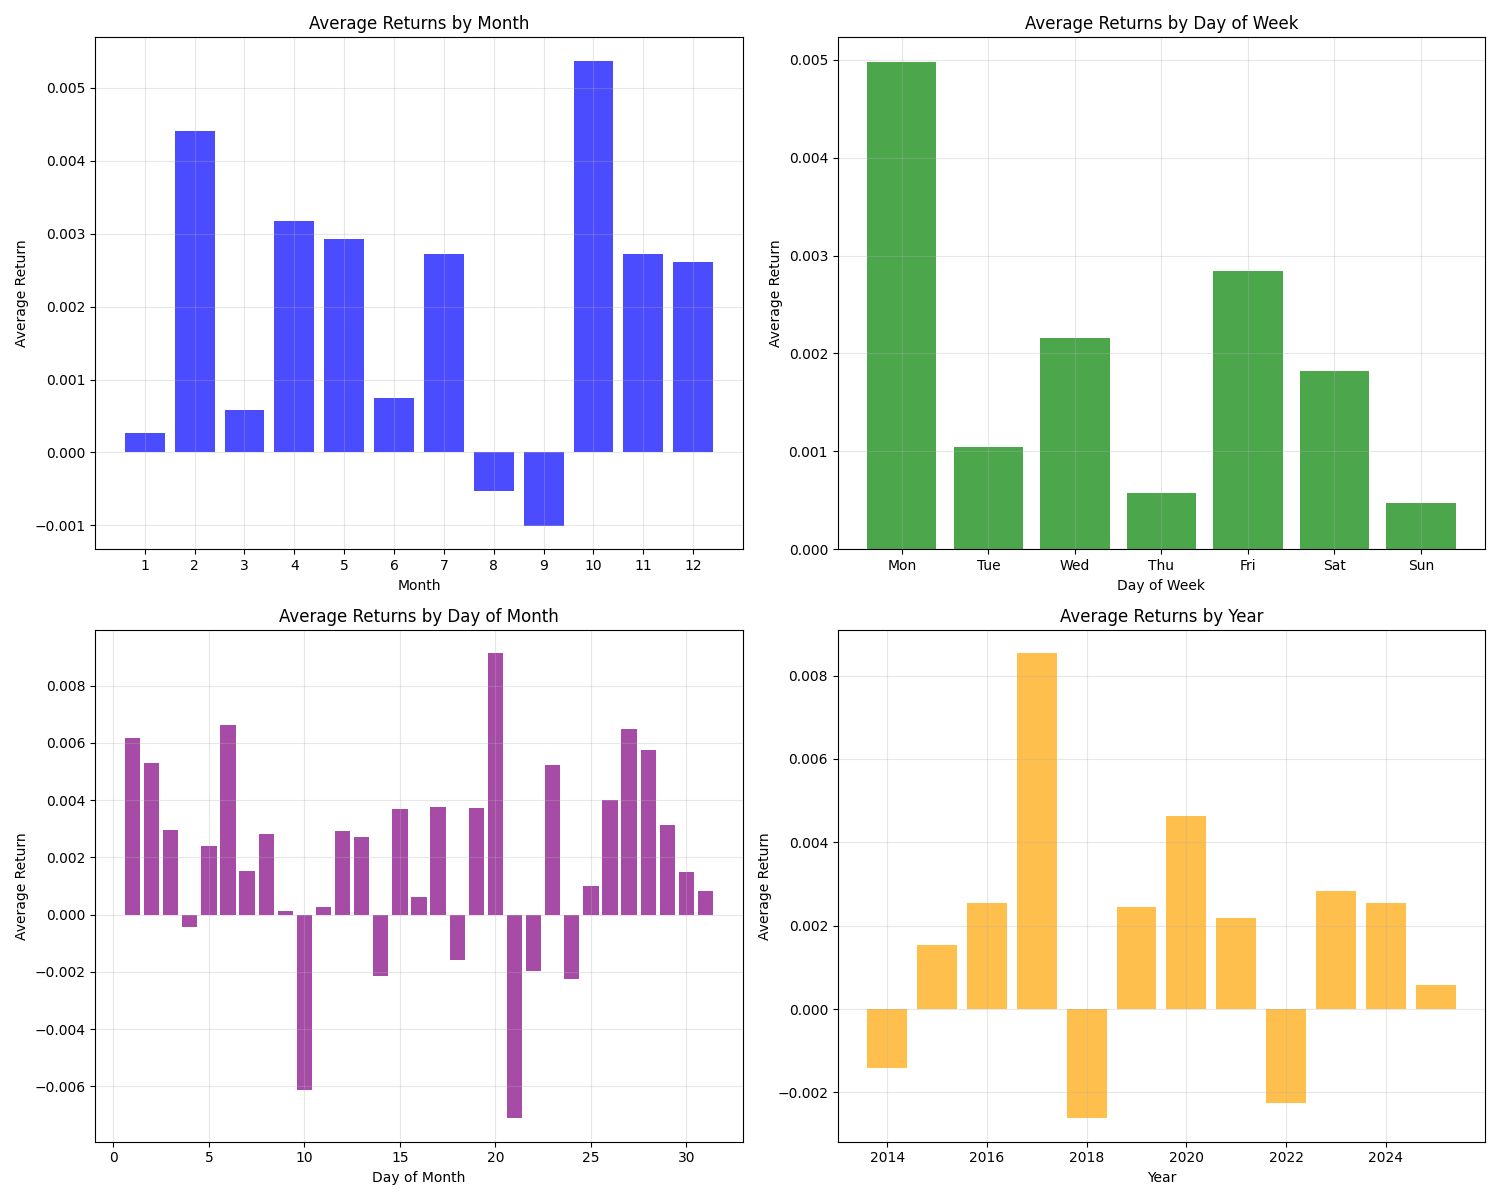 Average Returns by Month
Average Return
0.005
0.004
0.003
0.002
0.001
0.000
−0.001
1 2 3 4 5 6 7 8 9 10 11 12
Month
Average Returns by Day of Week
Average Return
0.005
0.004
0.003
0.002
0.001
0.000
Mon Tue Wed Thu Fri Sat Sun
Day of Week
Average Returns by Day of Month
Average Return
0.008
0.006
0.004
0.002
0.000
−0.002
−0.004
−0.006
0 5 10 15 20 25 30
Day of Month
Average Returns by Year
Average Return
0.008
0.006
0.004
0.002
0.000
−0.002
2014 2016 2018 2020 2022 2024
Year